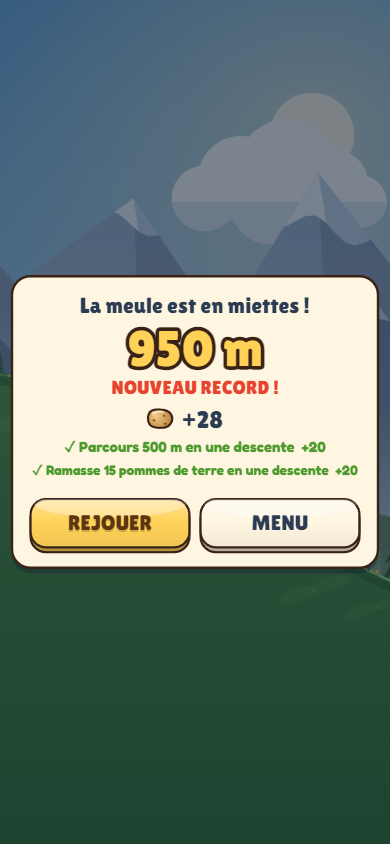 La meule est en miettes !
950 m
NOUVEAU RECORD !
+28
✓ Parcours 500 m en une descente +20
✓ Ramasse 15 pommes de terre en une descente +20
REJOUER
MENU